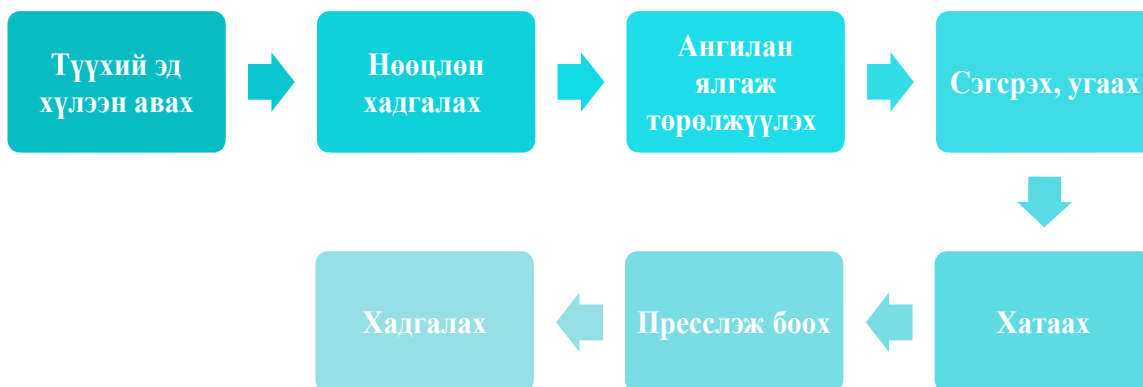 Түүхий эд
хүлээн авах
Нөөцлөн
хадгалах
Ангилан
ялгаж
төрөлжүүлэх
Сэгсрэх, угаах
Хатаах
Пресслэж боох
Хадгалах